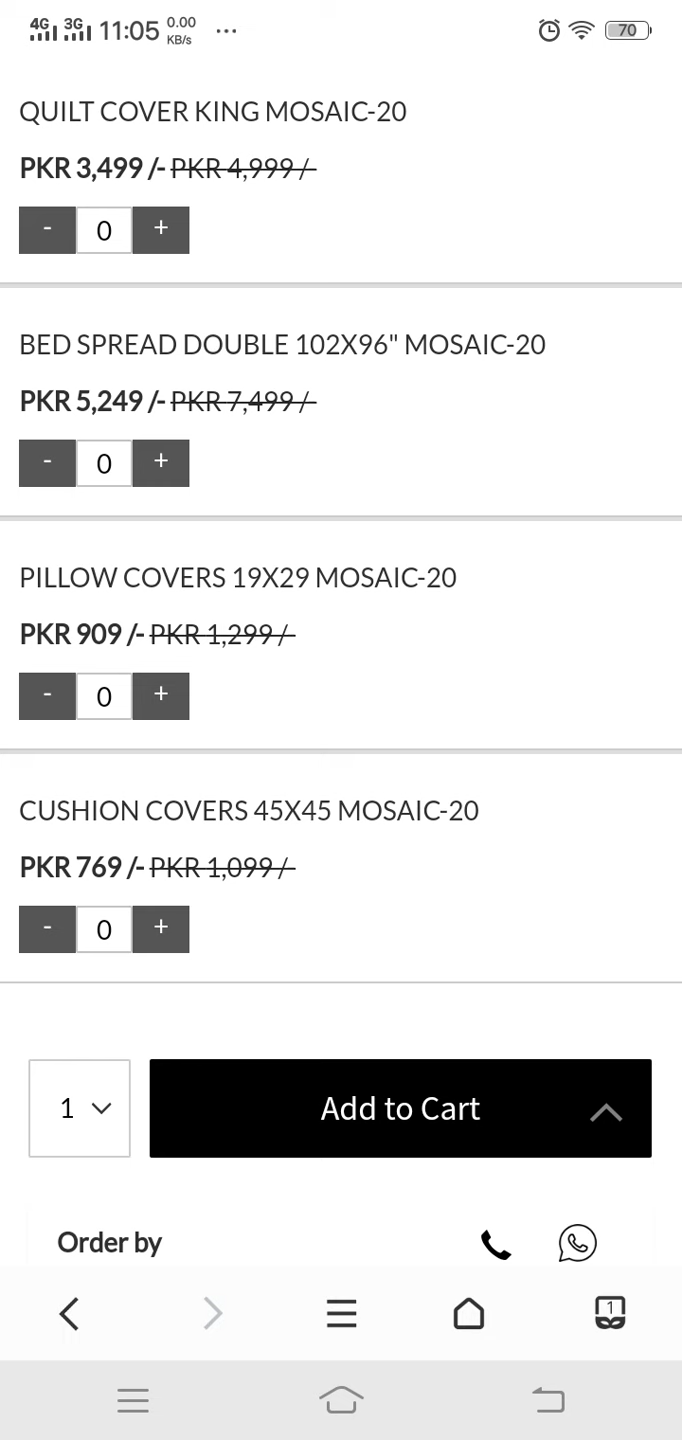 4G 3G 11:05 0.00 KB/s ... 70
QUILT COVER KING MOSAIC-20
PKR 3,499 /- PKR 4,999 /-
- 0 +
BED SPREAD DOUBLE 102X96" MOSAIC-20
PKR 5,249 /- PKR 7,499 /-
- 0 +
PILLOW COVERS 19X29 MOSAIC-20
PKR 909 /- PKR 1,299 /-
- 0 +
CUSHION COVERS 45X45 MOSAIC-20
PKR 769 /- PKR 1,099 /-
- 0 +
1 Add to Cart
Order by
1